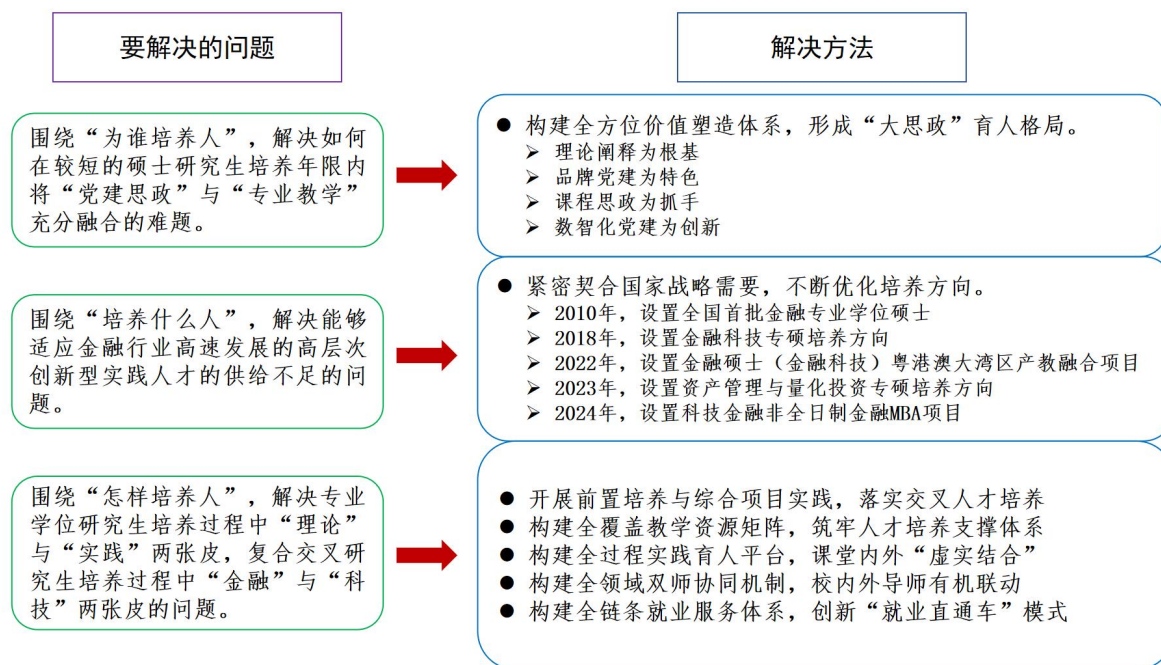 要解决的问题
解决方法
围绕“为谁培养人”，解决如何
在较短的硕士研究生培养年限内
将“党建思政”与“专业教学”
充分融合的难题。
● 构建全方位价值塑造体系，形成“大思政”育人格局。
➢ 理论阐释为根基
➢ 品牌党建为特色
➢ 课程思政为抓手
➢ 数智化党建为创新
围绕“培养什么人”，解决能够
适应金融行业高速发展的高层次
创新型实践人才的供给不足的问
题。
● 紧密契合国家战略需要，不断优化培养方向。
➢ 2010年，设置全国首批金融专业学位硕士
➢ 2018年，设置金融科技专硕培养方向
➢ 2022年，设置金融硕士（金融科技）粤港澳大湾区产教融合项目
➢ 2023年，设置资产管理与量化投资专硕培养方向
➢ 2024年，设置科技金融非全日制金融MBA项目
围绕“怎样培养人”，解决专业
学位研究生培养过程中“理论”
与“实践”两张皮，复合交叉研
究生培养过程中“金融”与“科
技”两张皮的问题。
● 开展前置培养与综合项目实践，落实交叉人才培养
● 构建全覆盖教学资源矩阵，筑牢人才培养支撑体系
● 构建全过程实践育人平台，课堂内外“虚实结合”
● 构建全领域双师协同机制，校内外导师有机联动
● 构建全链条就业服务体系，创新“就业直通车”模式